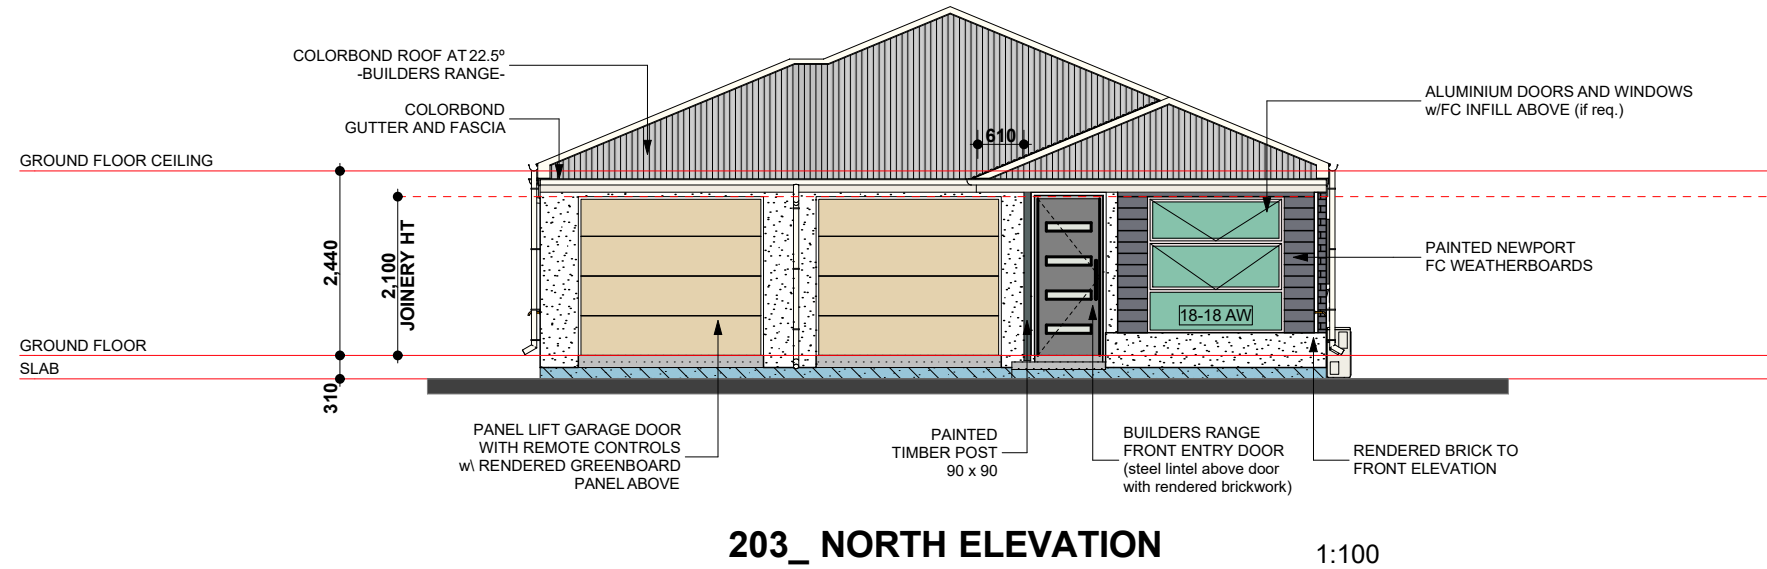 COLORBOND ROOF AT 22.5º
-BUILDERS RANGE-
COLORBOND
GUTTER AND FASCIA
610
ALUMINIUM DOORS AND WINDOWS
w/FC INFILL ABOVE (if req.)
GROUND FLOOR CEILING
2,440
2,100
JOINERY HT
PAINTED NEWPORT
FC WEATHERBOARDS
18-18 AW
GROUND FLOOR
SLAB
310
PANEL LIFT GARAGE DOOR
WITH REMOTE CONTROLS
w\ RENDERED GREENBOARD
PANEL ABOVE
PAINTED
TIMBER POST
90 x 90
BUILDERS RANGE
FRONT ENTRY DOOR
(steel lintel above door
with rendered brickwork)
RENDERED BRICK TO
FRONT ELEVATION
203_ NORTH ELEVATION
1:100